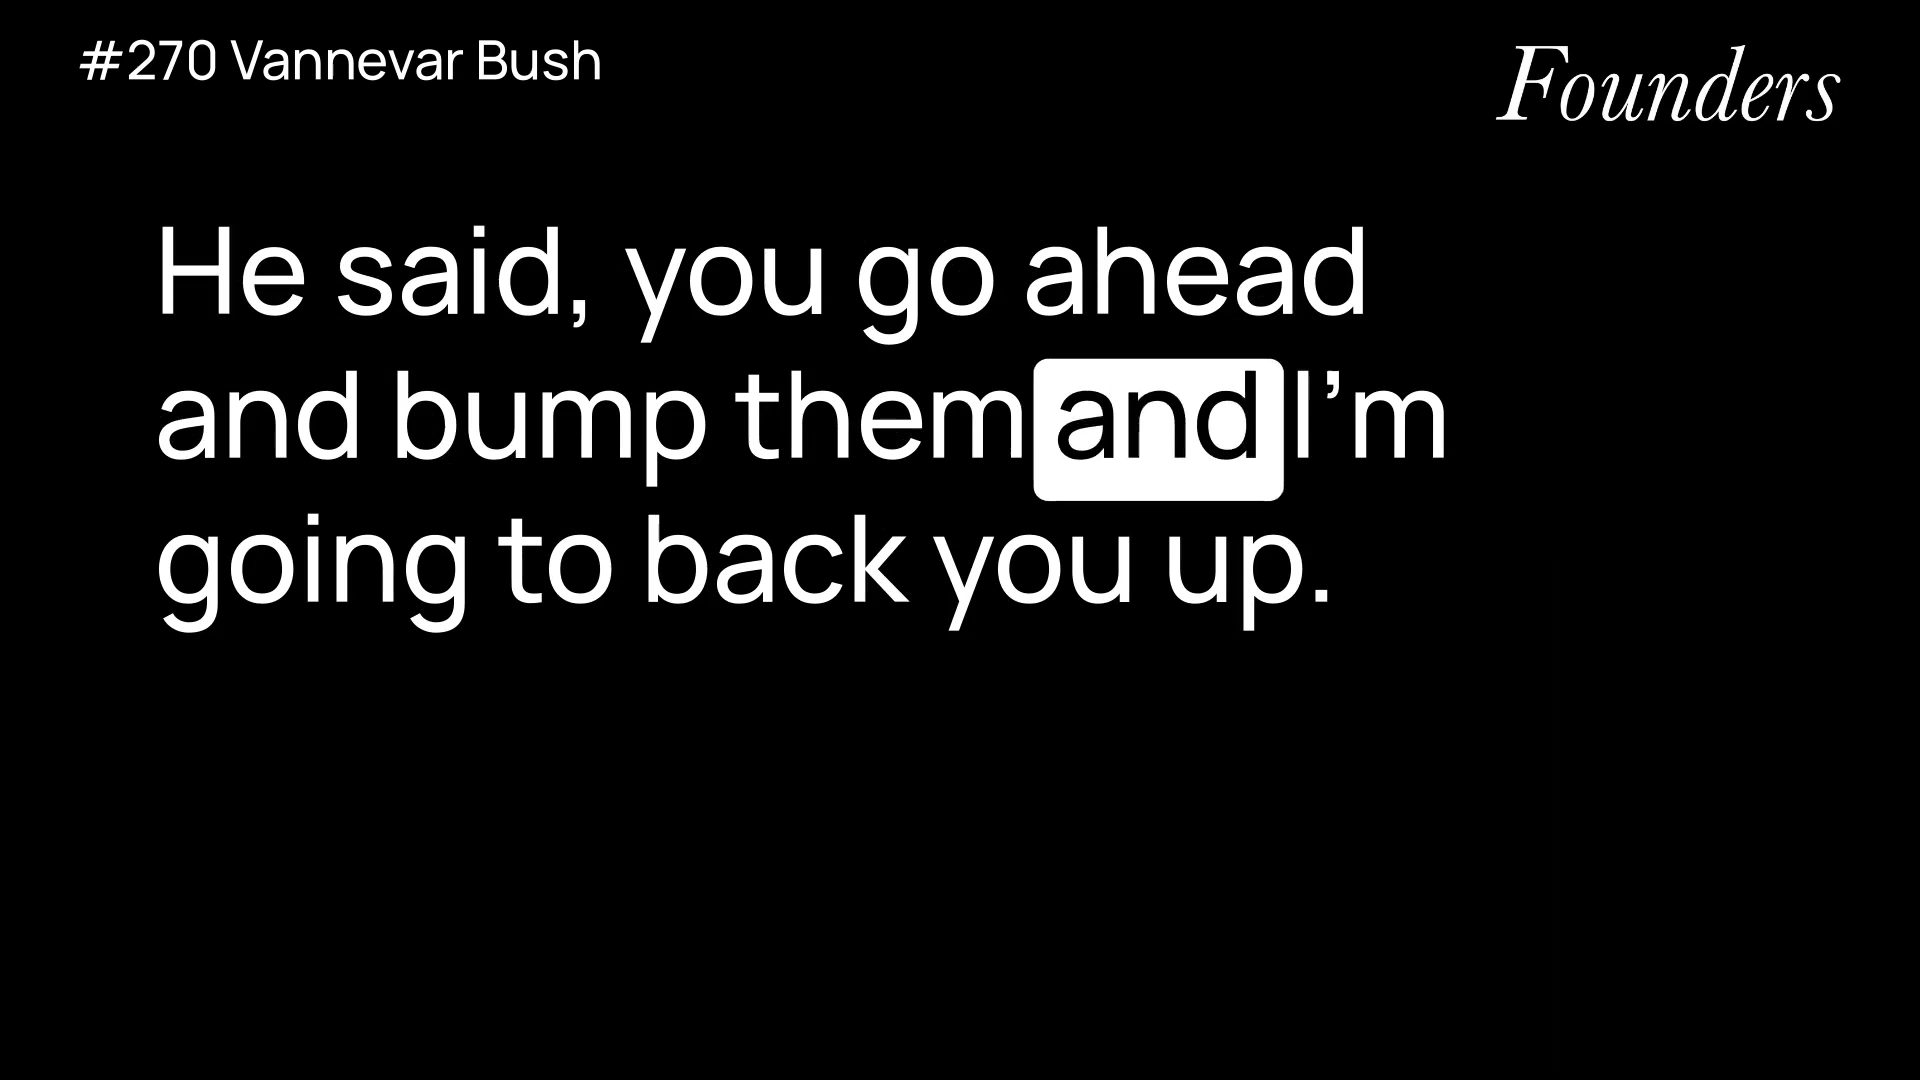 #270 Vannevar Bush
Founders
He said, you go ahead
and bump them and I’m
going to back you up.